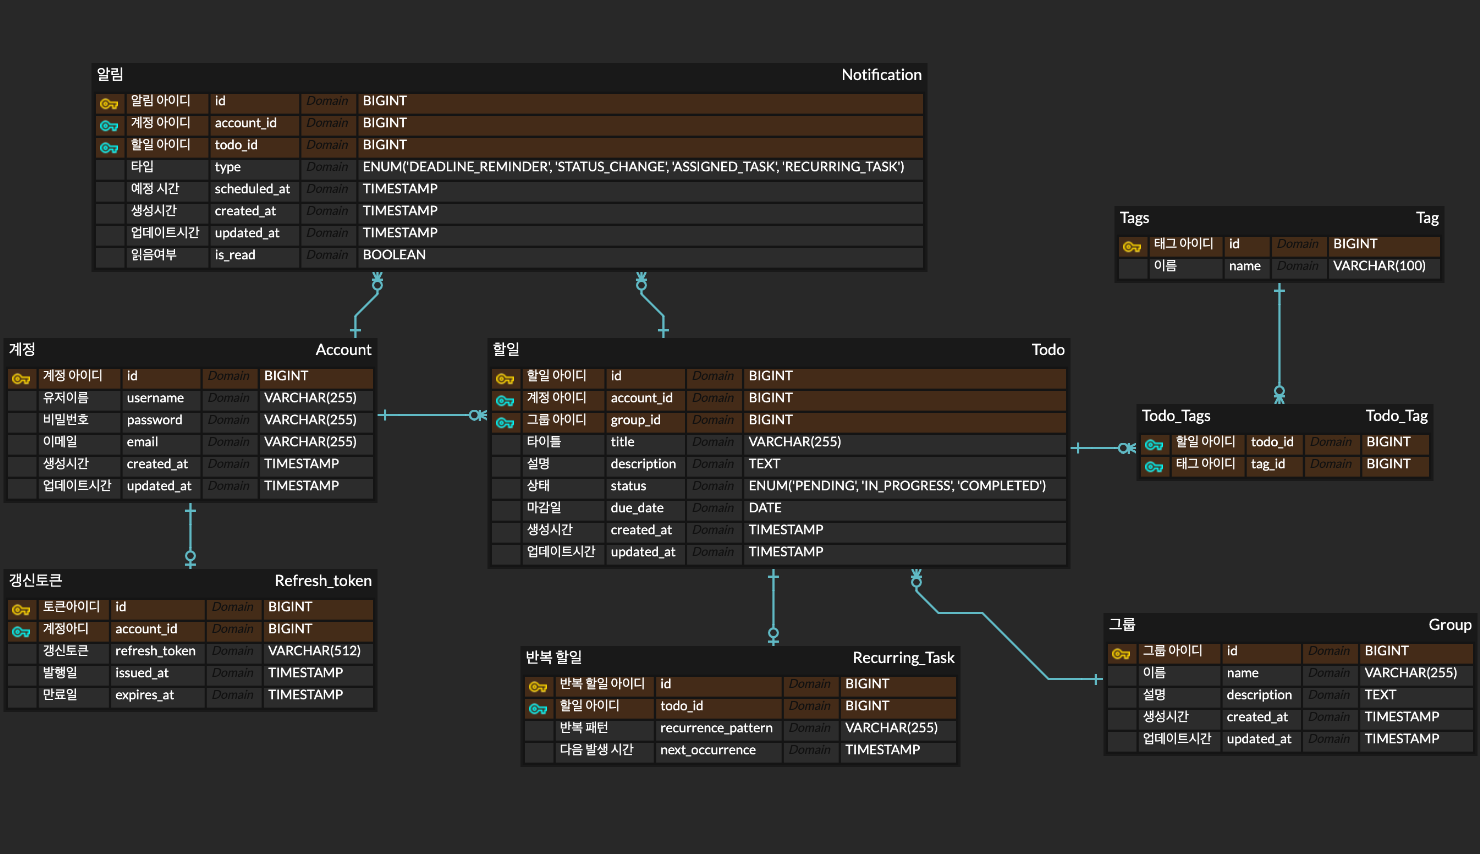 알림 Notification
알림 아이디 id Domain BIGINT
계정 아이디 account_id Domain BIGINT
할일 아이디 todo_id Domain BIGINT
타입 type Domain ENUM('DEADLINE_REMINDER', 'STATUS_CHANGE', 'ASSIGNED_TASK', 'RECURRING_TASK')
예정 시간 scheduled_at Domain TIMESTAMP
생성시간 created_at Domain TIMESTAMP
업데이트시간 updated_at Domain TIMESTAMP
읽음여부 is_read Domain BOOLEAN
Tags Tag
태그 아이디 id Domain BIGINT
이름 name Domain VARCHAR(100)
계정 Account
계정 아이디 id Domain BIGINT
유저이름 username Domain VARCHAR(255)
비밀번호 password Domain VARCHAR(255)
이메일 email Domain VARCHAR(255)
생성시간 created_at Domain TIMESTAMP
업데이트시간 updated_at Domain TIMESTAMP
할일 Todo
할일 아이디 id Domain BIGINT
계정 아이디 account_id Domain BIGINT
그룹 아이디 group_id Domain BIGINT
타이틀 title Domain VARCHAR(255)
설명 description Domain TEXT
상태 status Domain ENUM('PENDING', 'IN_PROGRESS', 'COMPLETED')
마감일 due_date Domain DATE
생성시간 created_at Domain TIMESTAMP
업데이트시간 updated_at Domain TIMESTAMP
Todo_Tags Todo_Tag
할일 아이디 todo_id Domain BIGINT
태그 아이디 tag_id Domain BIGINT
갱신토큰 Refresh_token
토큰아이디 id Domain BIGINT
계정아디 account_id Domain BIGINT
갱신토큰 refresh_token Domain VARCHAR(512)
발행일 issued_at Domain TIMESTAMP
만료일 expires_at Domain TIMESTAMP
반복 할일 Recurring_Task
반복 할일 아이디 id Domain BIGINT
할일 아이디 todo_id Domain BIGINT
반복 패턴 recurrence_pattern Domain VARCHAR(255)
다음 발생 시간 next_occurrence Domain TIMESTAMP
그룹 Group
그룹 아이디 id Domain BIGINT
이름 name Domain VARCHAR(255)
설명 description Domain TEXT
생성시간 created_at Domain TIMESTAMP
업데이트시간 updated_at Domain TIMESTAMP